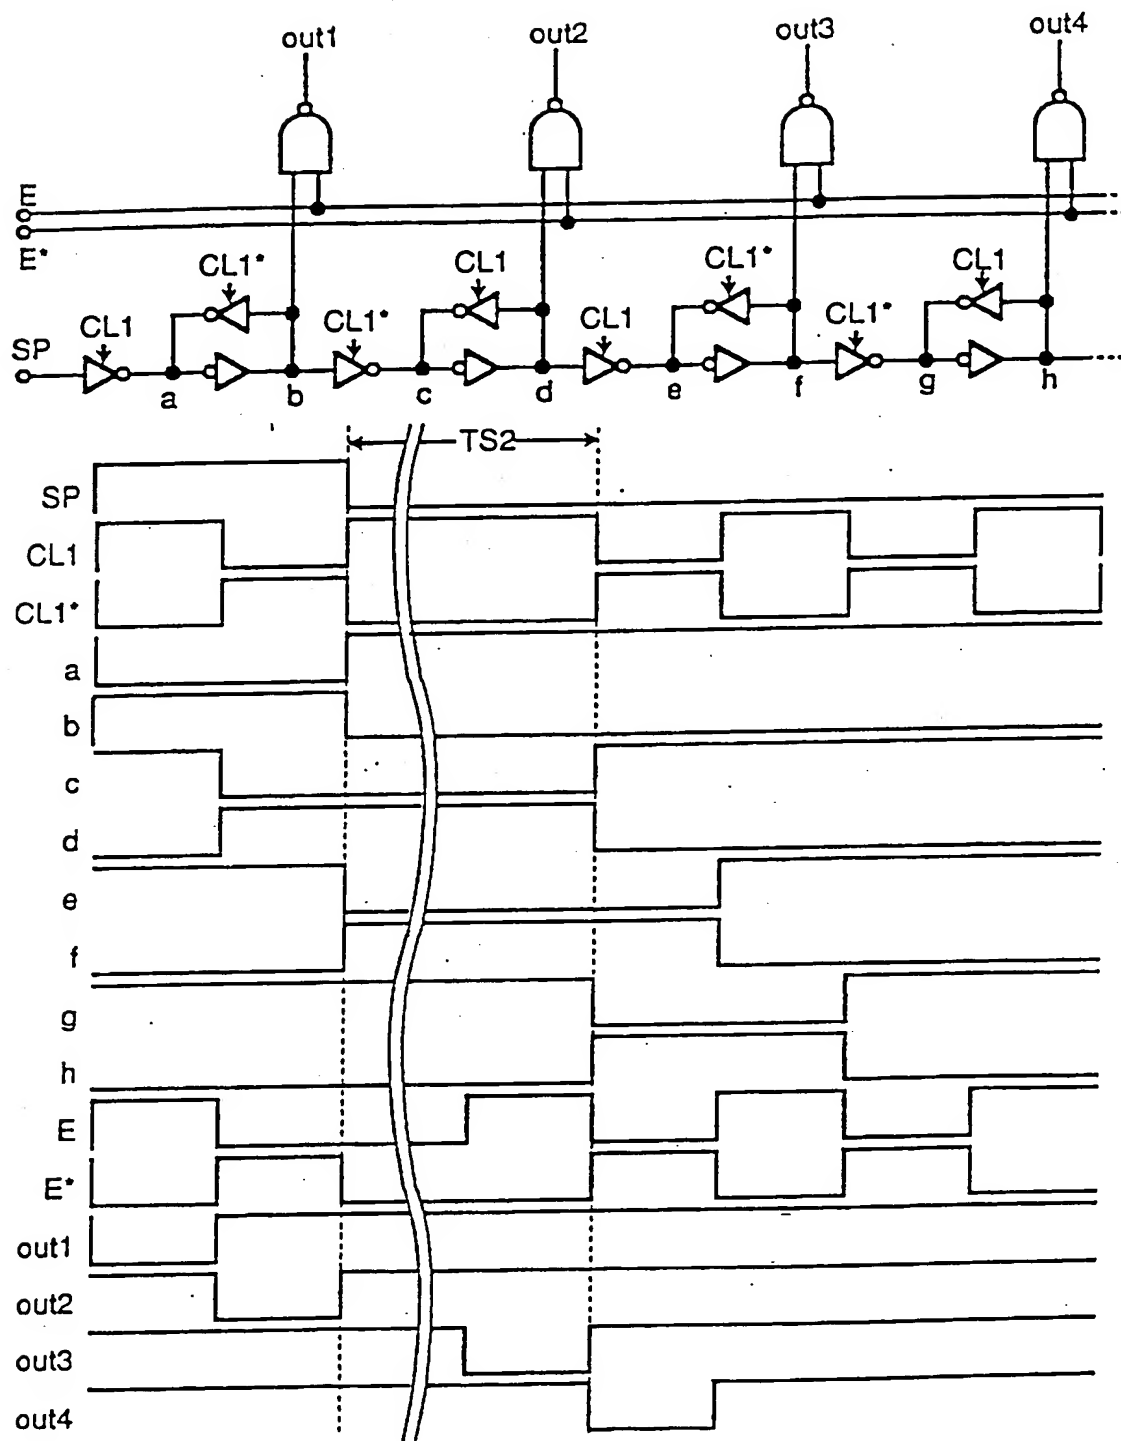 out1 out2 out3 out4
E
E*
CL1* CL1 CL1* CL1
SP CL1 CL1* CL1 CL1*
a b c d e f g h
TS2
SP
CL1
CL1*
a
b
c
d
e
f
g
h
E
E*
out1
out2
out3
out4